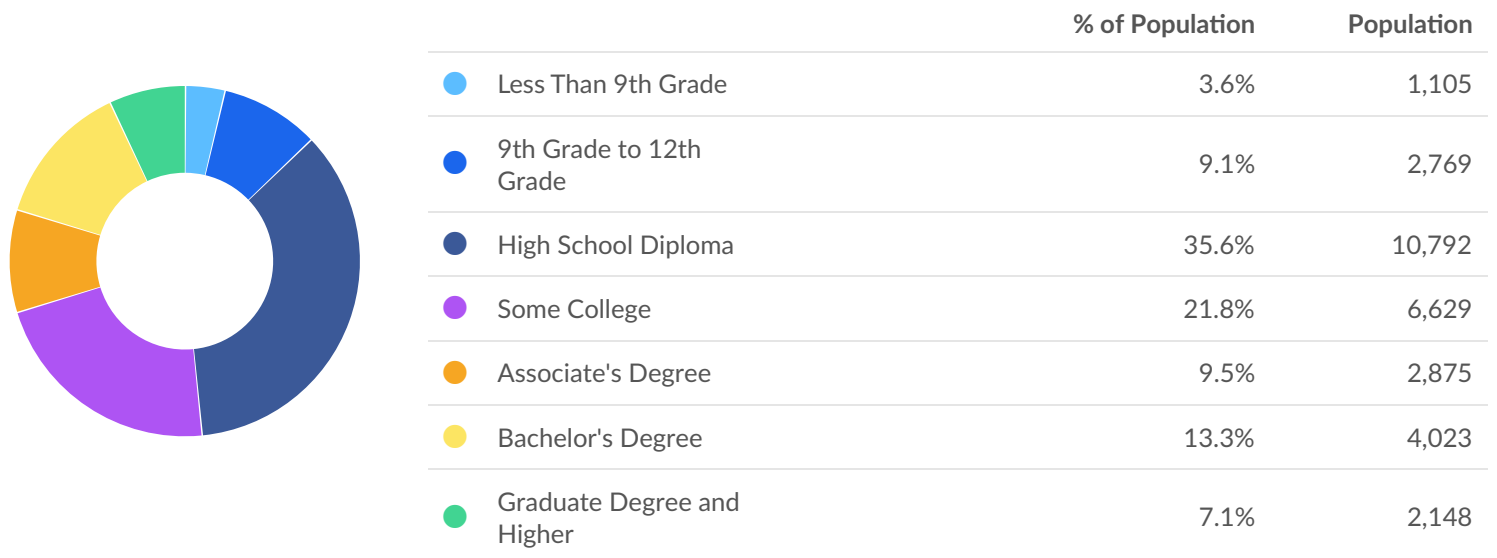 % of Population Population
Less Than 9th Grade 3.6% 1,105
9th Grade to 12th
Grade 9.1% 2,769
High School Diploma 35.6% 10,792
Some College 21.8% 6,629
Associate's Degree 9.5% 2,875
Bachelor's Degree 13.3% 4,023
Graduate Degree and
Higher 7.1% 2,148